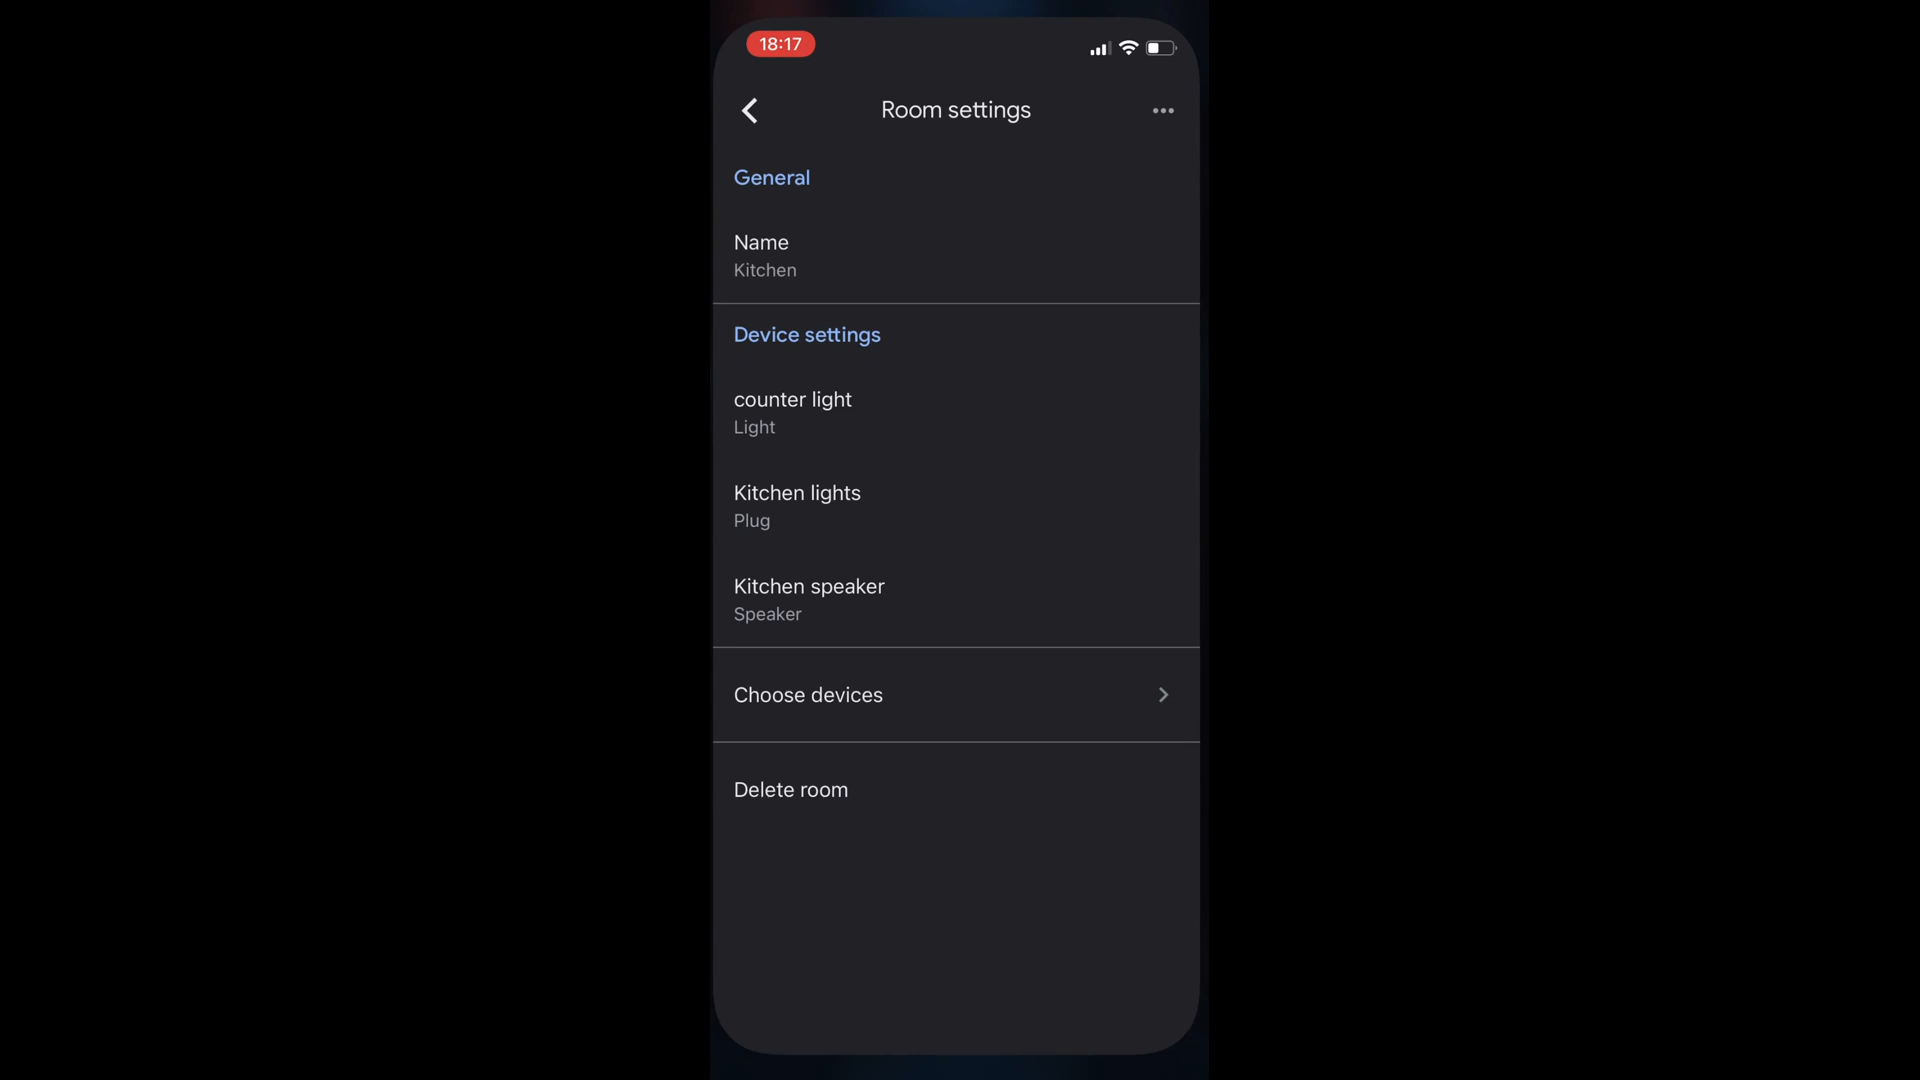 18:17
Room settings
General
Name
Kitchen
Device settings
counter light
Light
Kitchen lights
Plug
Kitchen speaker
Speaker
Choose devices
Delete room